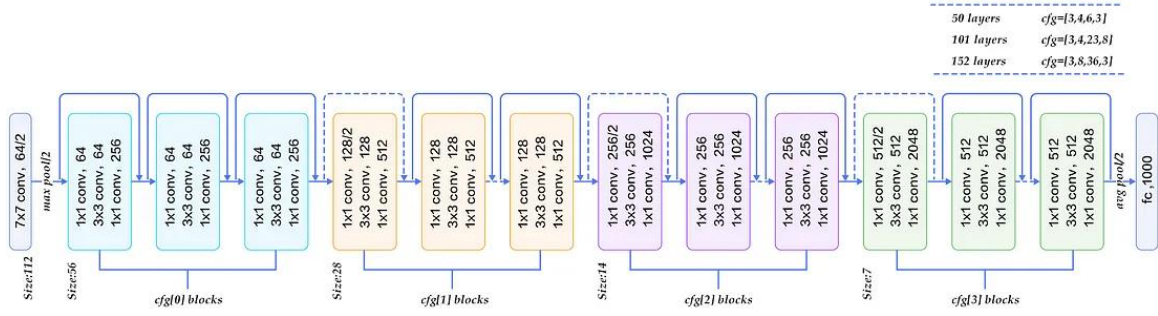 50 layers cfg=[3,4,6,3]
101 layers cfg=[3,4,23,8]
152 layers cfg=[3,8,36,3]
7x7 conv, 64/2
max pool/2
1x1 conv, 64
3x3 conv, 64
1x1 conv, 256
1x1 conv, 64
3x3 conv, 64
1x1 conv, 256
1x1 conv, 64
3x3 conv, 64
1x1 conv, 256
1x1 conv, 128/2
3x3 conv, 128
1x1 conv, 512
1x1 conv, 128
3x3 conv, 128
1x1 conv, 512
1x1 conv, 128
3x3 conv, 128
1x1 conv, 512
1x1 conv, 256/2
3x3 conv, 256
1x1 conv, 1024
1x1 conv, 256
3x3 conv, 256
1x1 conv, 1024
1x1 conv, 256
3x3 conv, 256
1x1 conv, 1024
1x1 conv, 512/2
3x3 conv, 512
1x1 conv, 2048
1x1 conv, 512
3x3 conv, 512
1x1 conv, 2048
1x1 conv, 512
3x3 conv, 512
1x1 conv, 2048
avg pool/2
fc ,1000
Size:112
Size:56
Size:28
Size:14
Size:7
cfg[0] blocks
cfg[1] blocks
cfg[2] blocks
cfg[3] blocks